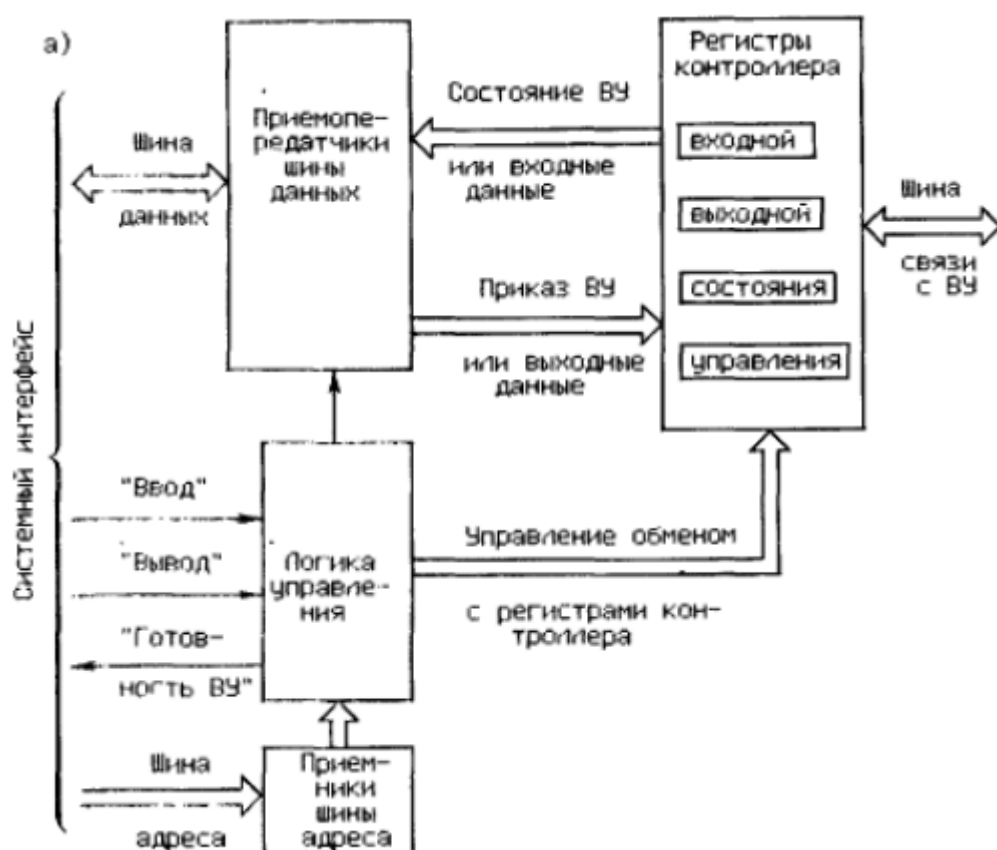 а)
Системный интерфейс
Шина
данных
Приемопе-
редатчики
шины
данных
Состояние ВУ
или входные
данные
Приказ ВУ
или выходные
данные
Регистры
контроллера
входной
выходной
состояния
управления
Шина
связи
с ВУ
"Ввод"
"Вывод"
"Готов-
ность ВУ"
Логика
управле-
ния
Управление обменом
с регистрами кон-
троллера
Шина
адреса
Прием-
ники
шины
адреса